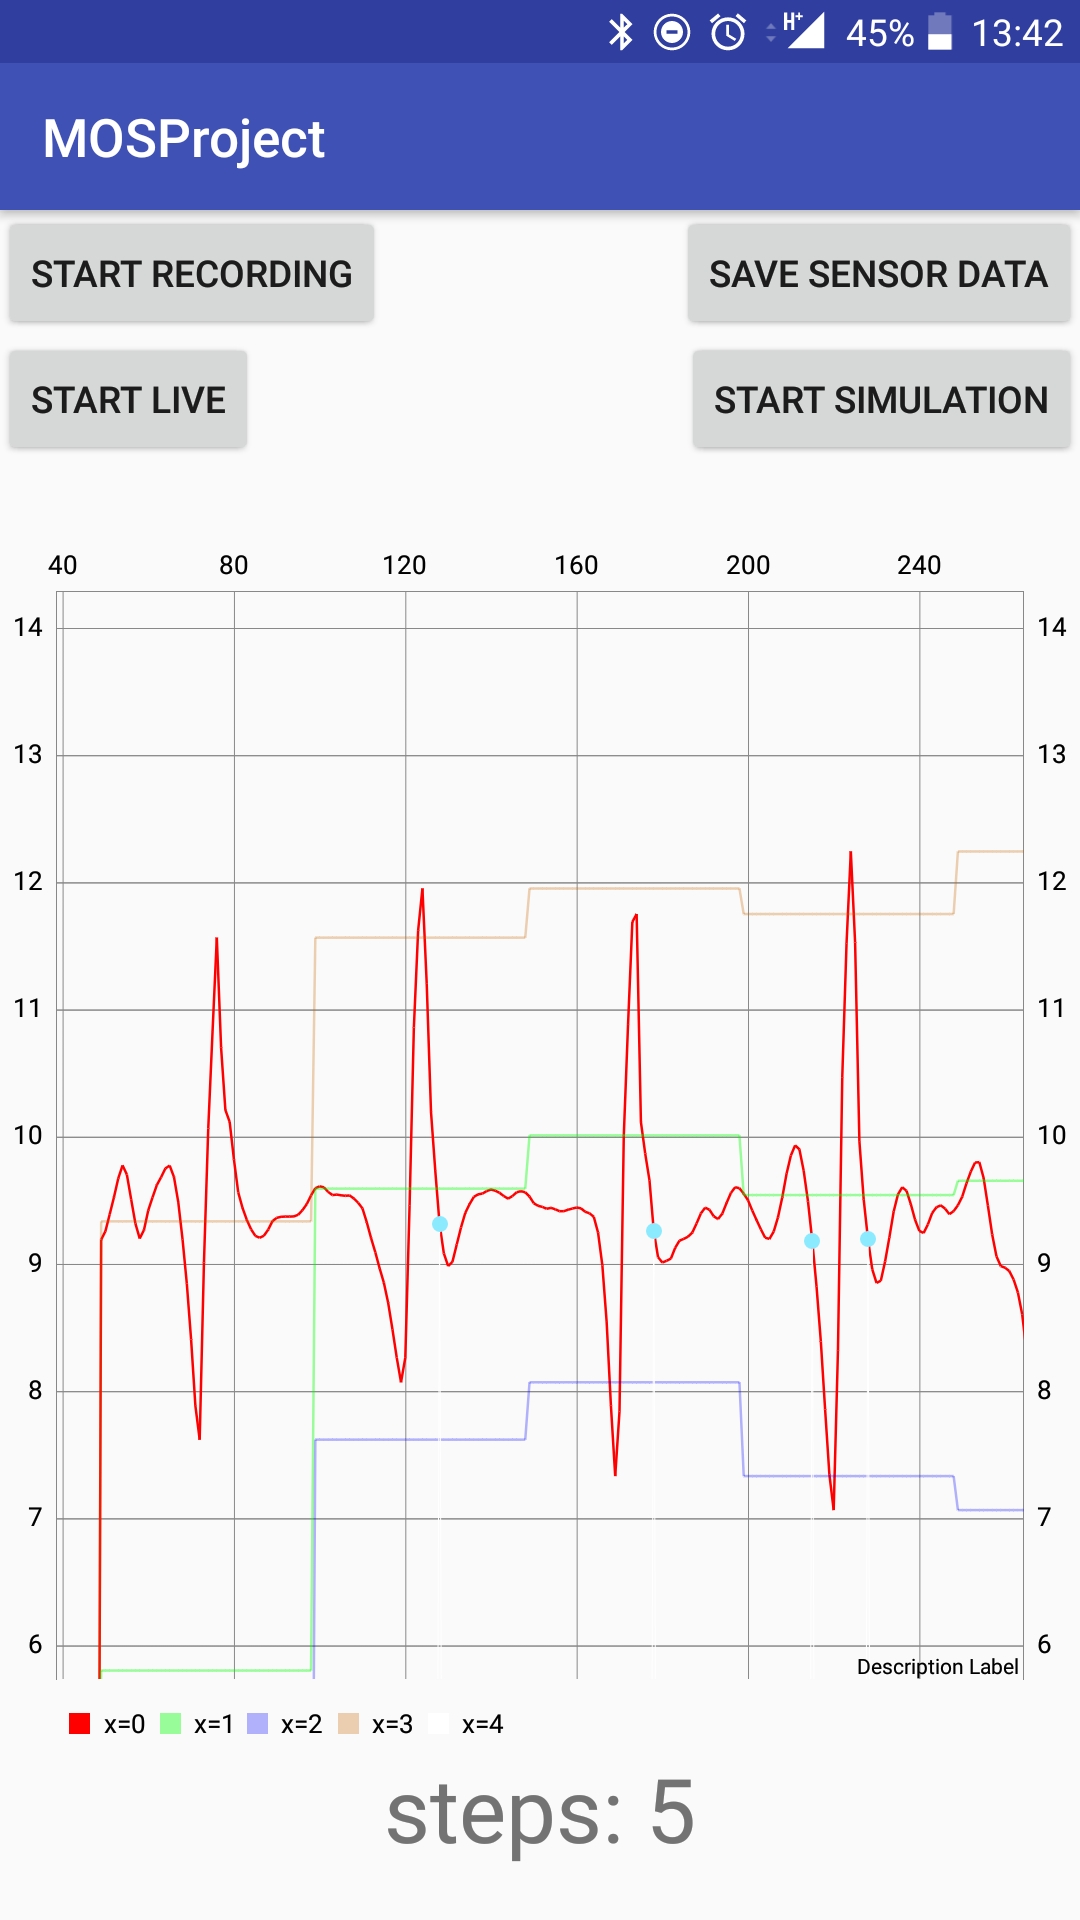 H+ 45% 13:42
MOSProject
START RECORDING SAVE SENSOR DATA
START LIVE START SIMULATION
40 80 120 160 200 240
14 14
13 13
12 12
11 11
10 10
9 9
8 8
7 7
6 6
Description Label
x=0 x=1 x=2 x=3 x=4
steps: 5